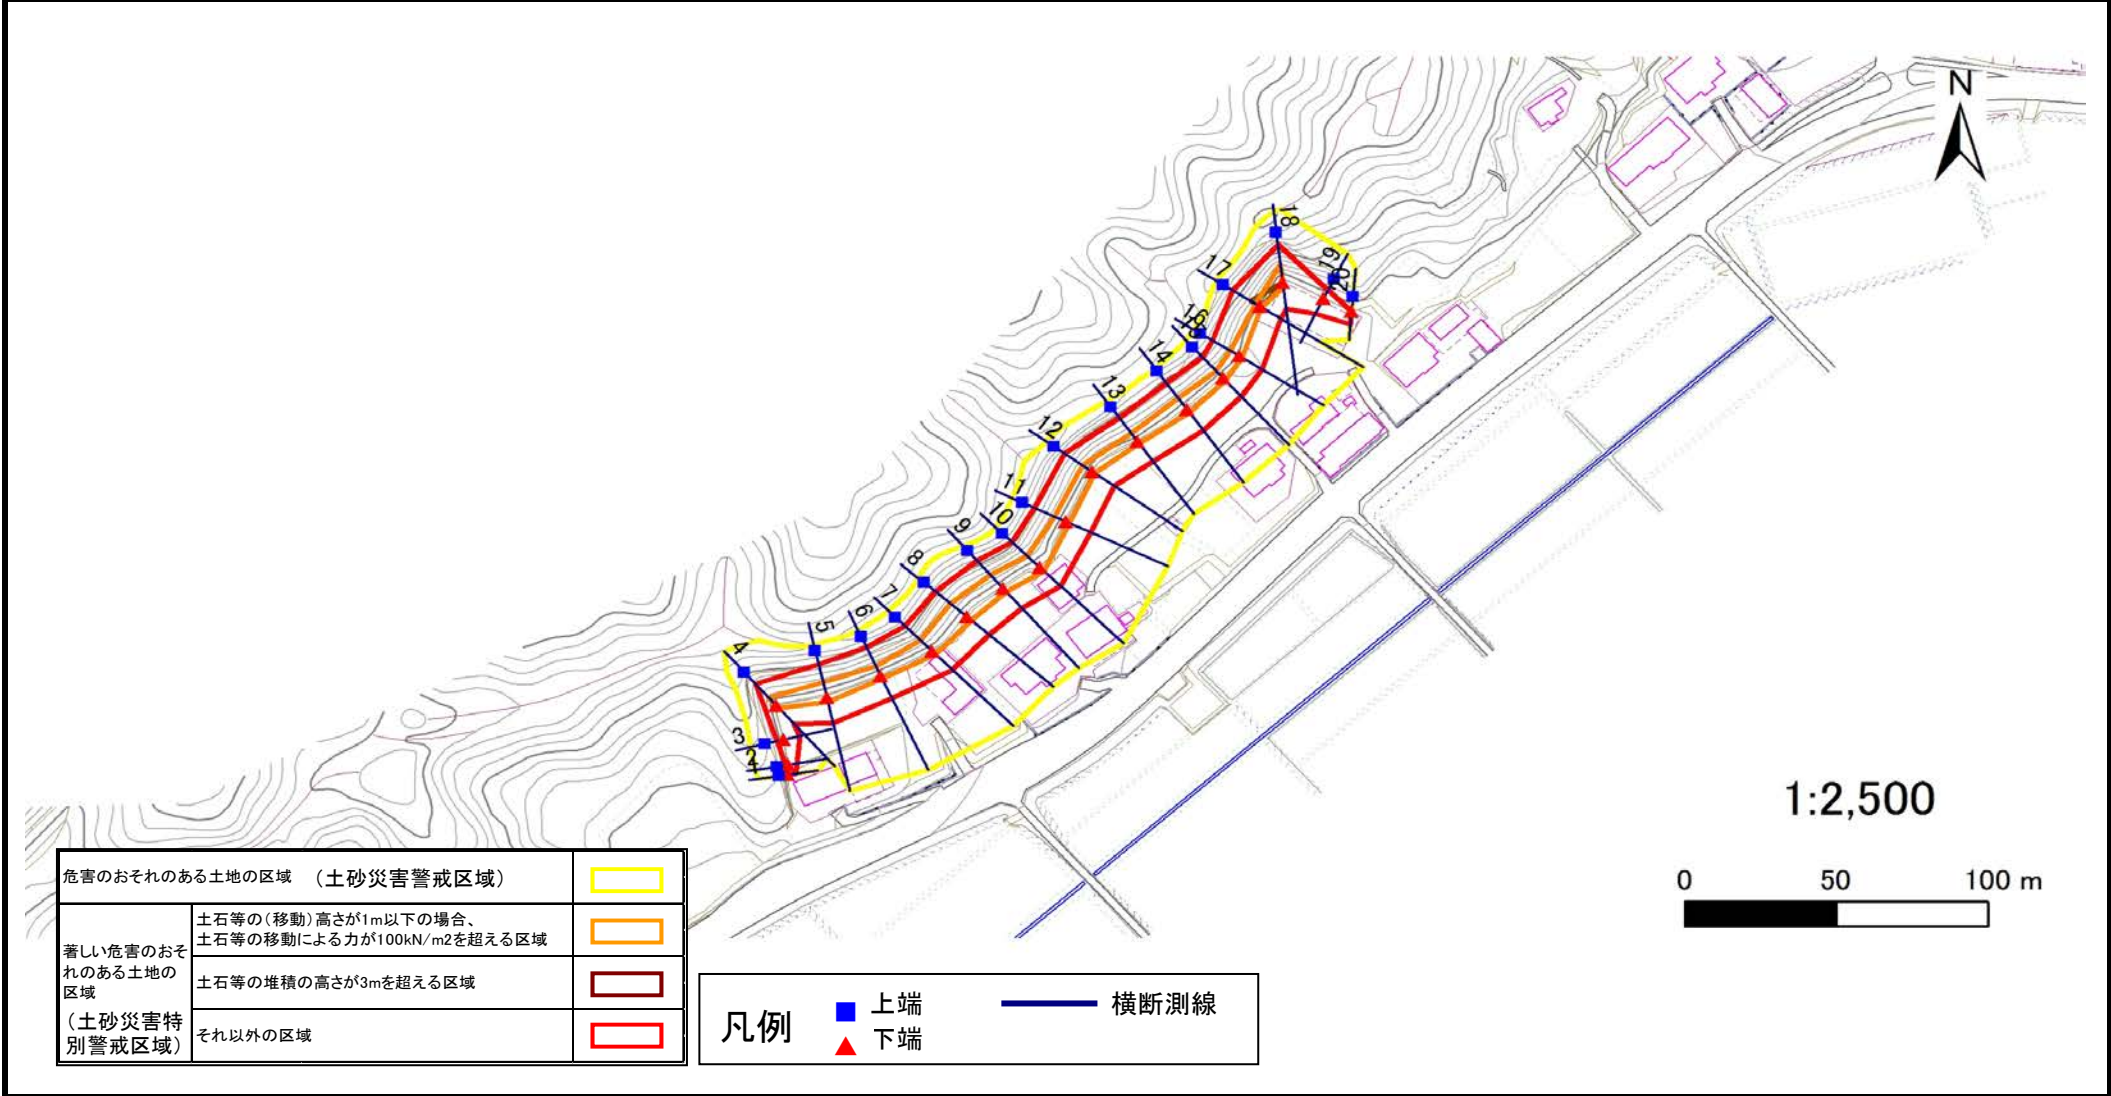 N
18
19
20
17
16
15
14
13
12
11
10
9
8
7
6
5
4
3
2
1
1:2,500
0 50 100 m
危害のおそれのある土地の区域 (土砂災害警戒区域)
著しい危害のおそ
れのある土地の
区域
(土砂災害特
別警戒区域)
土石等の(移動)高さが1m以下の場合、
土石等の移動による力が100kN/m2を超える区域
土石等の堆積の高さが3mを超える区域
それ以外の区域
凡例
上端
下端
横断測線